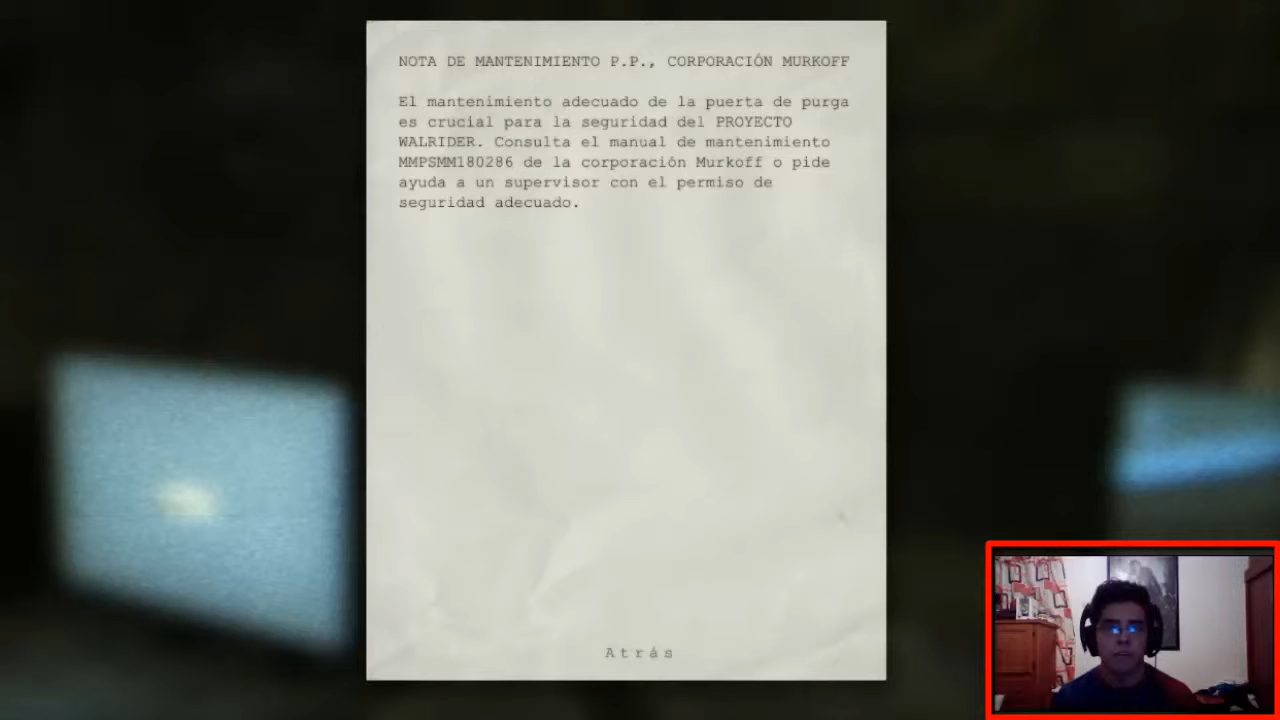 NOTA DE MANTENIMIENTO P.P., CORPORACIÓN MURKOFF
El mantenimiento adecuado de la puerta de purga
es crucial para la seguridad del PROYECTO
WALRIDER. Consulta el manual de mantenimiento
MMPSMM180286 de la corporación Murkoff o pide
ayuda a un supervisor con el permiso de
seguridad adecuado.
Atrás